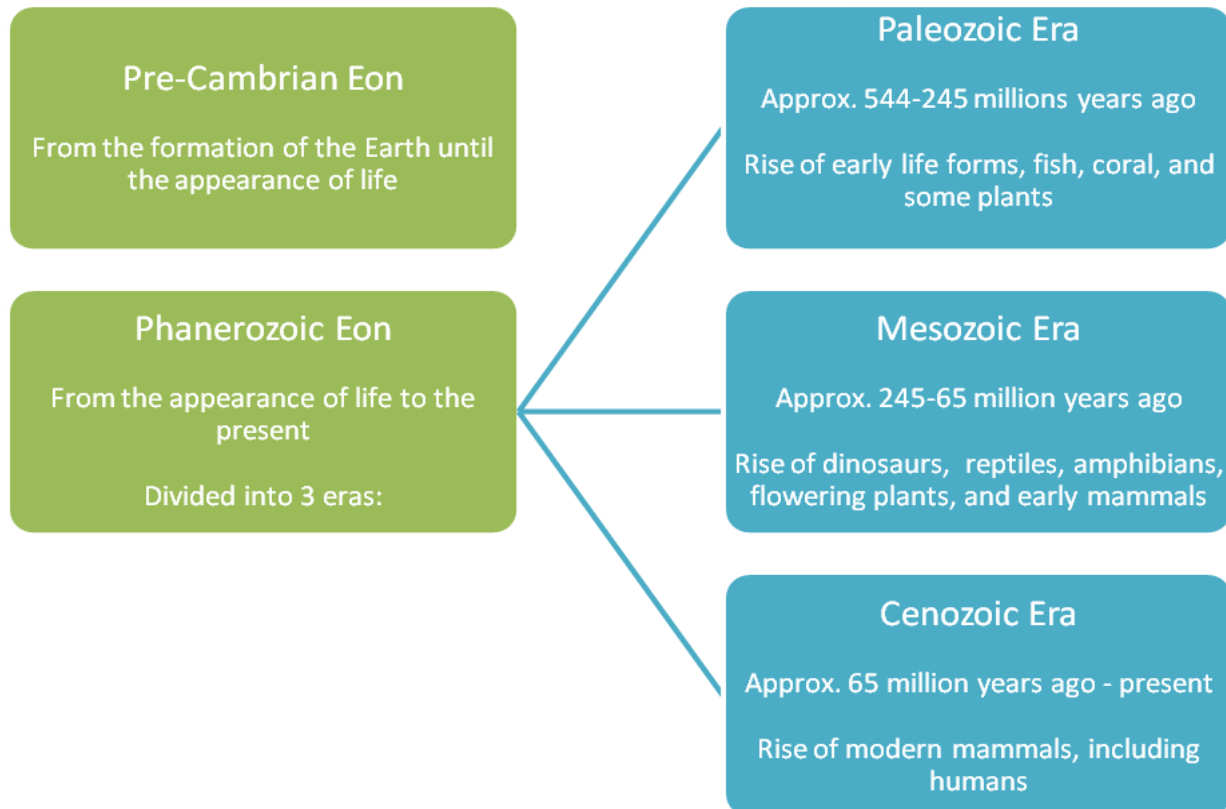 Pre-Cambrian Eon
From the formation of the Earth until
the appearance of life
Phanerozoic Eon
From the appearance of life to the
present
Divided into 3 eras:
Paleozoic Era
Approx. 544-245 millions years ago
Rise of early life forms, fish, coral, and
some plants
Mesozoic Era
Approx. 245-65 million years ago
Rise of dinosaurs, reptiles, amphibians,
flowering plants, and early mammals
Cenozoic Era
Approx. 65 million years ago - present
Rise of modern mammals, including
humans